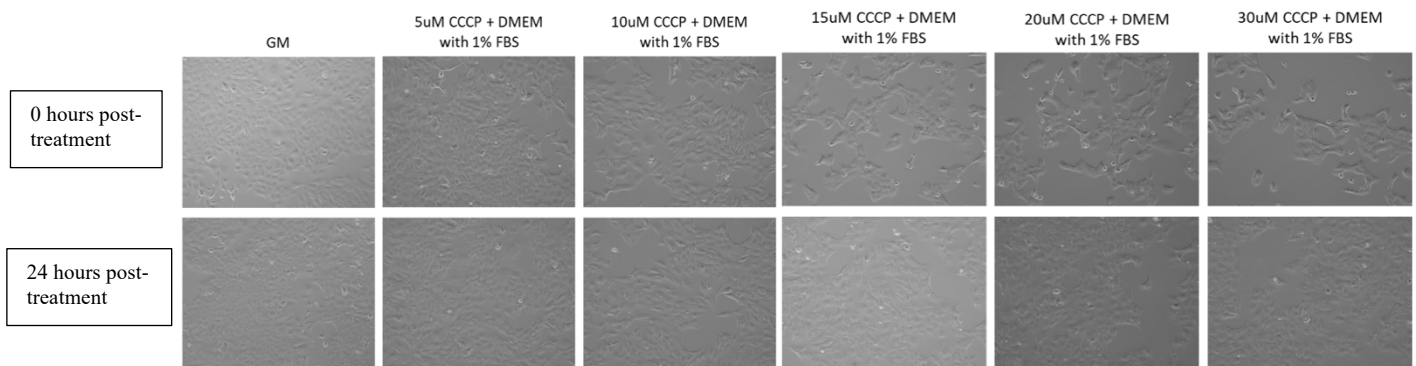 GM
5uM CCCP + DMEM
with 1% FBS
10uM CCCP + DMEM
with 1% FBS
15uM CCCP + DMEM
with 1% FBS
20uM CCCP + DMEM
with 1% FBS
30uM CCCP + DMEM
with 1% FBS
0 hours post-
treatment
24 hours post-
treatment